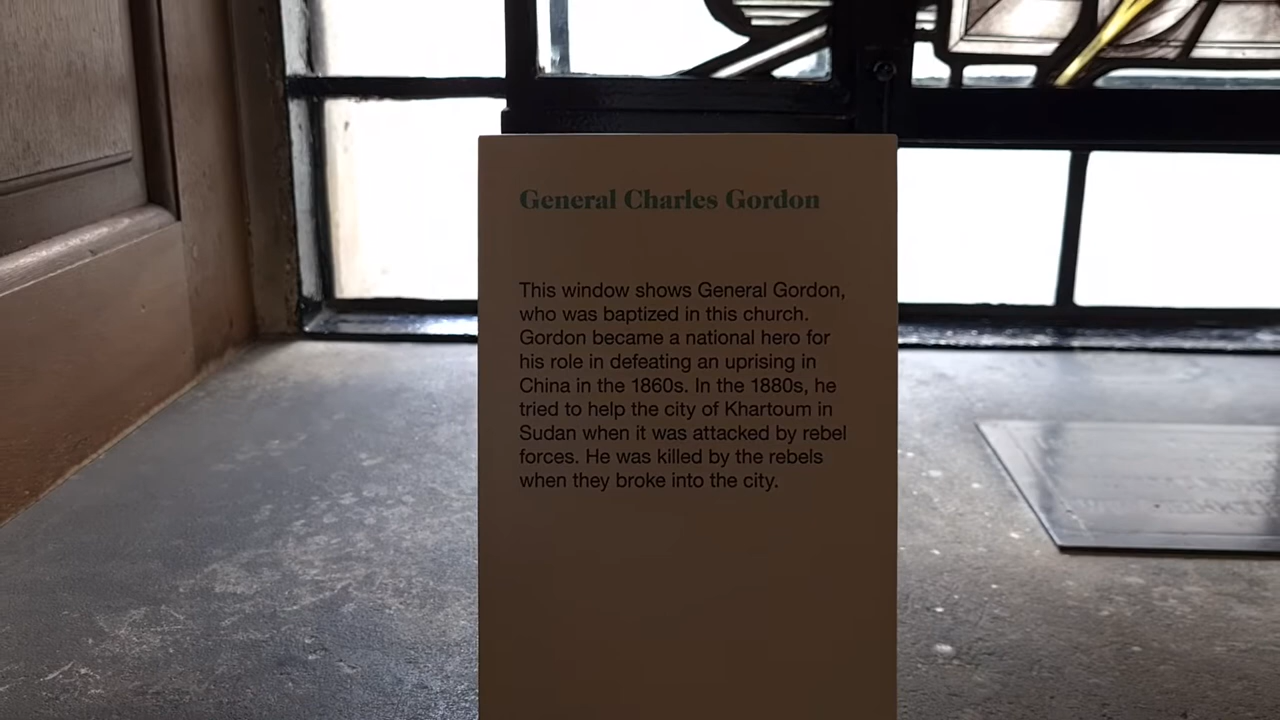 General Charles Gordon
This window shows General Gordon,
who was baptized in this church.
Gordon became a national hero for
his role in defeating an uprising in
China in the 1860s. In the 1880s, he
tried to help the city of Khartoum in
Sudan when it was attacked by rebel
forces. He was killed by the rebels
when they broke into the city.